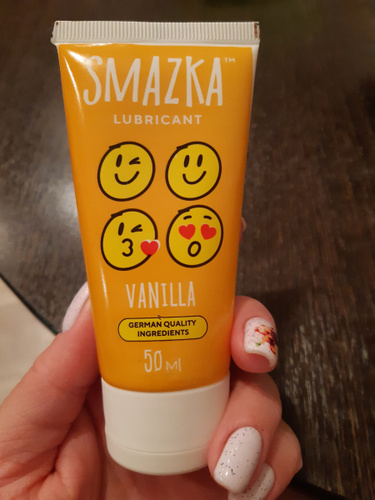 SMAZKA™
LUBRICANT
VANILLA
GERMAN QUALITY
INGREDIENTS
50 Ml